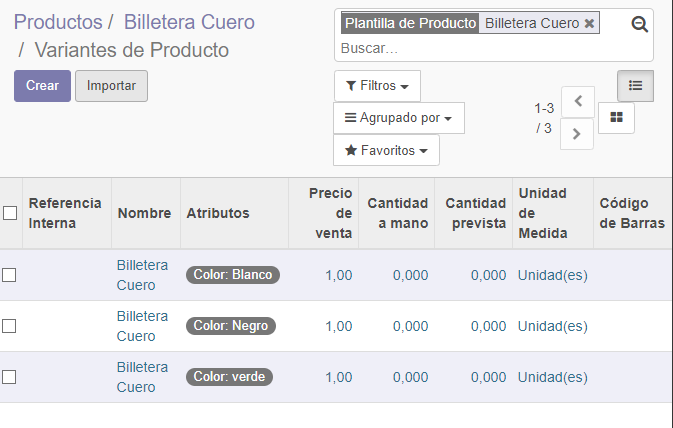 Productos / Billetera Cuero
/ Variantes de Producto
Plantilla de Producto Billetera Cuero ✖
Buscar...
Crear Importar
Filtros
Agrupado por
Favoritos
1-3
/ 3
Referencia Interna Nombre Atributos Precio de venta Cantidad a mano Cantidad prevista Unidad de Medida Código de Barras
Billetera Cuero Color: Blanco 1,00 0,000 0,000 Unidad(es)
Billetera Cuero Color: Negro 1,00 0,000 0,000 Unidad(es)
Billetera Cuero Color: verde 1,00 0,000 0,000 Unidad(es)